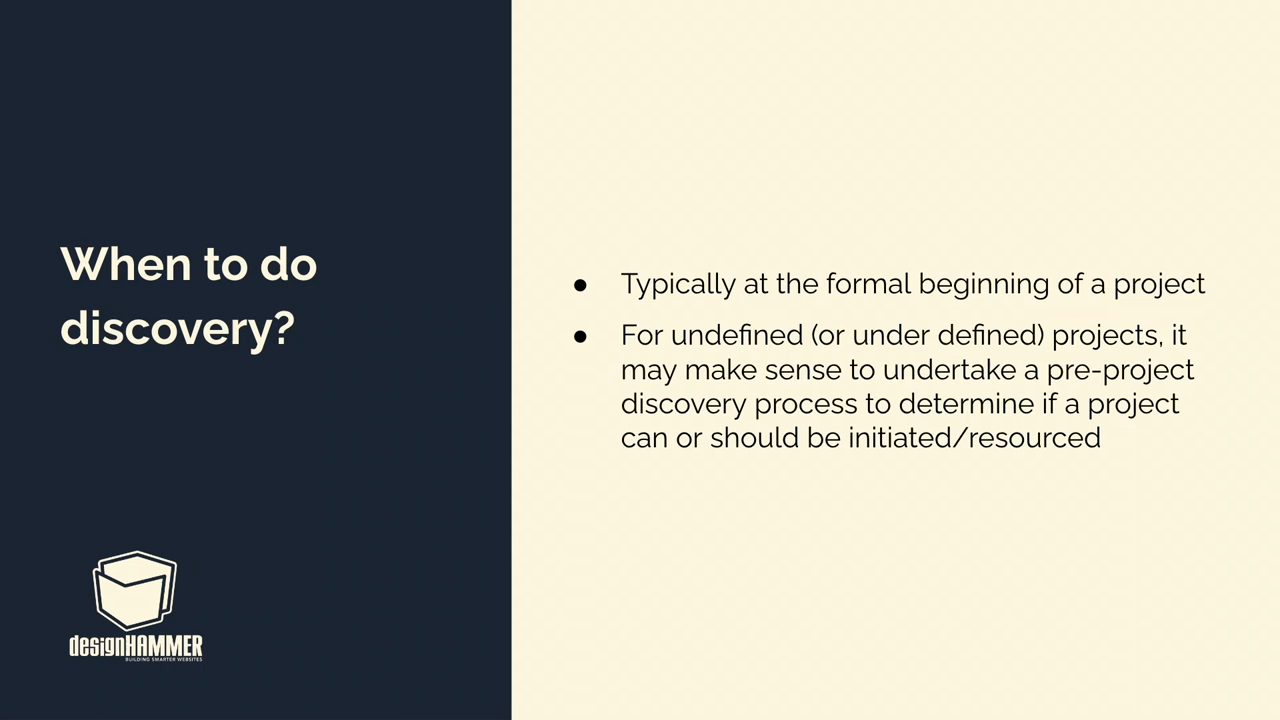 When to do
discovery?
● Typically at the formal beginning of a project
● For undefined (or under defined) projects, it
may make sense to undertake a pre-project
discovery process to determine if a project
can or should be initiated/resourced
designHAMMER
BUILDING SMARTER WEBSITES